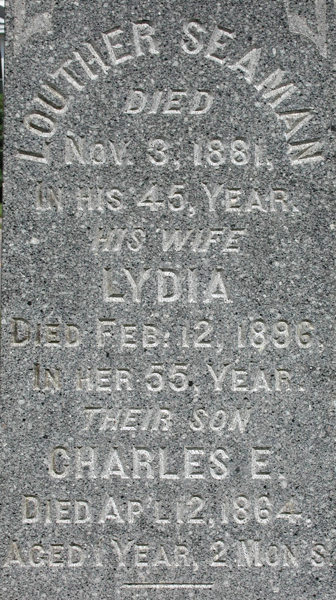 LOUTHER SEAMAN
DIED
NOV. 3, 1881,
IN HIS 45, YEAR.
HIS WIFE
LYDIA
DIED FEB. 12, 1896.
IN HER 55, YEAR.
THEIR SON
CHARLES E.
DIED AP'L 12, 1864,
AGED 1 YEAR, 2 MON'S